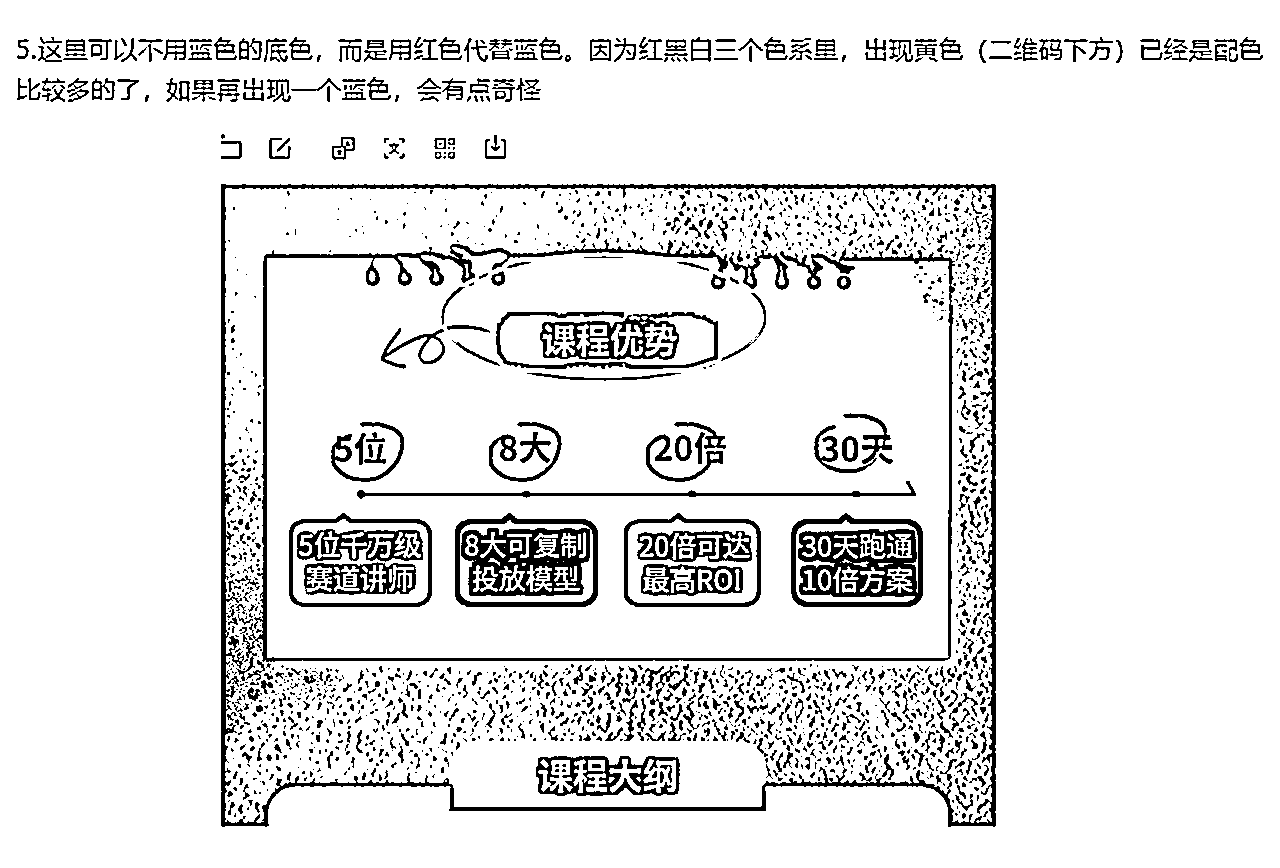 5.这里可以不用蓝色的底色，而是用红色代替蓝色。因为红黑白三个色系里，出现黄色（二维码下方）已经是配色
比较多的了，如果再出现一个蓝色，会有点奇怪
课程优势
5位 8大 20倍 30天
5位千万级 8大可复制 20倍可达 30天跑通
赛道讲师 投放模型 最高ROI 10倍方案
课程大纲